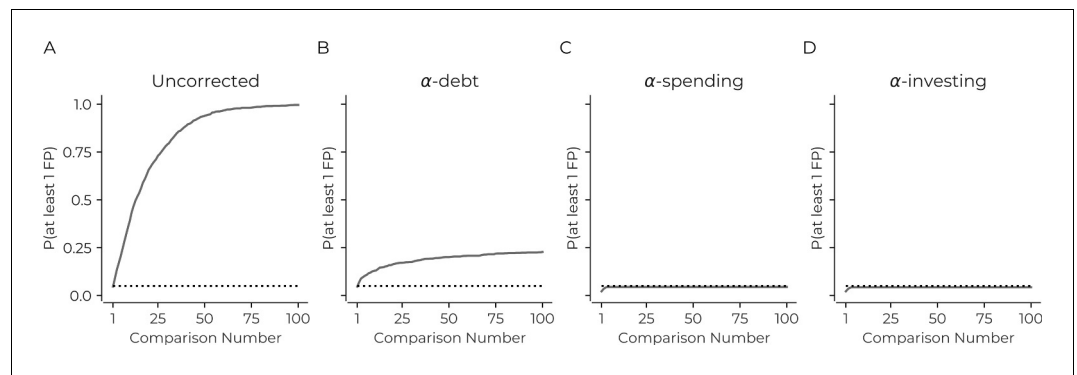 A
B
C
D
Uncorrected
α-debt
α-spending
α-investing
P(at least 1 FP)
1.0
0.75
0.5
0.25
0.0
1 25 50 75 100
Comparison Number
P(at least 1 FP)
1 25 50 75 100
Comparison Number
P(at least 1 FP)
1 25 50 75 100
Comparison Number
P(at least 1 FP)
1 25 50 75 100
Comparison Number